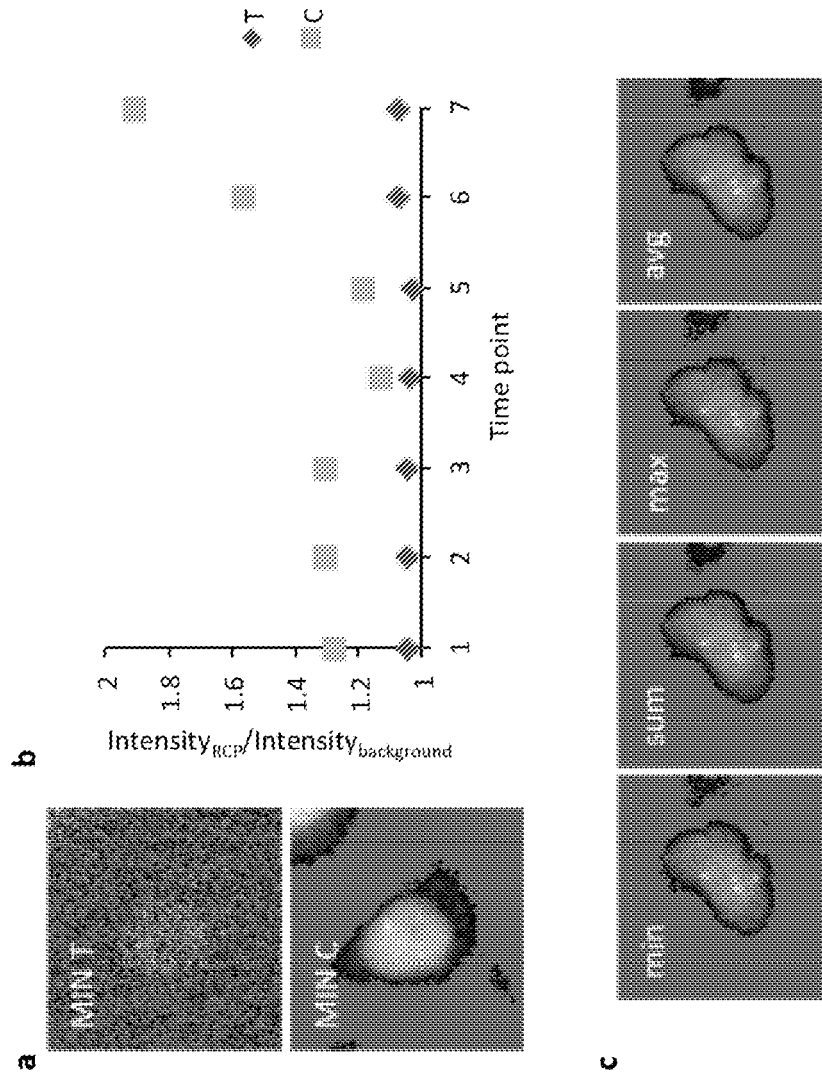 a
MIN T
MIN C
b
2
1.8
1.6
1.4
1.2
1
Intensity_RCP/Intensity_background
1 2 3 4 5 6 7
Time point
T
C
c
min
sum
max
avg